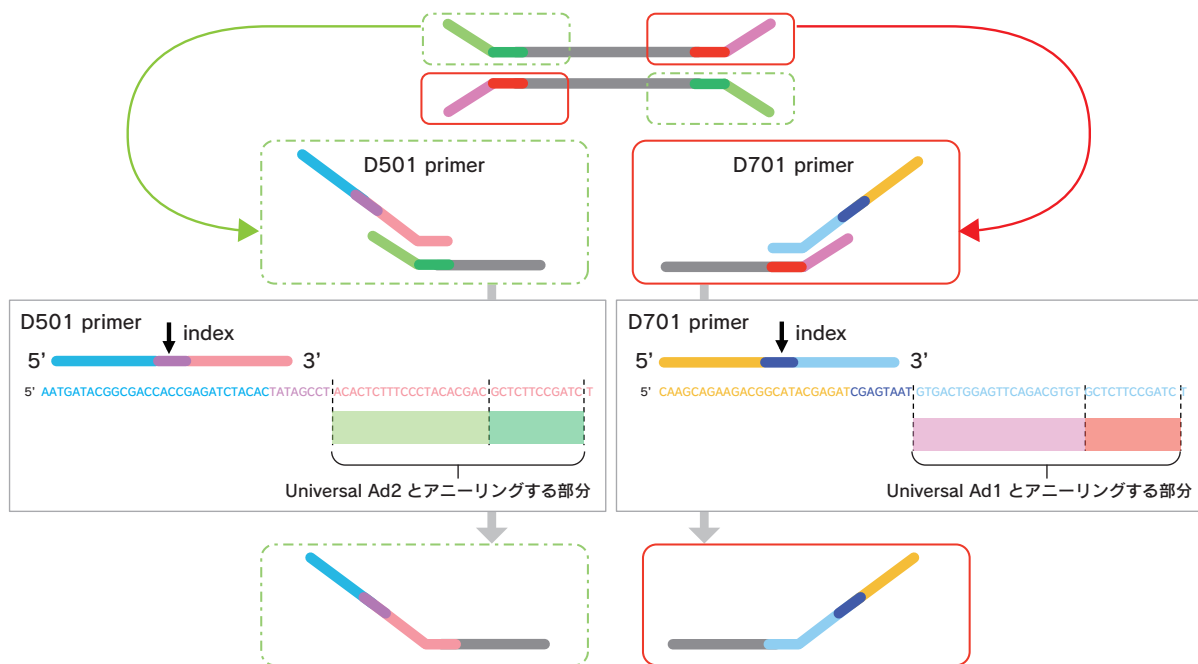 D501 primer
D701 primer
D501 primer
index
5’ 3’
5’ AATGATACGGCGACCACCGAGATCTACACTATAGCCTACACTCTTTCCCTACACGACGCTCTTCCGATCT
Universal Ad2 とアニーリングする部分
D701 primer
index
5’ 3’
5’ CAAGCAGAAGACGGCATACGAGATCGAGTAATGTGACTGGAGTTCAGACGTGTGCTCTTCCGATCT
Universal Ad1 とアニーリングする部分